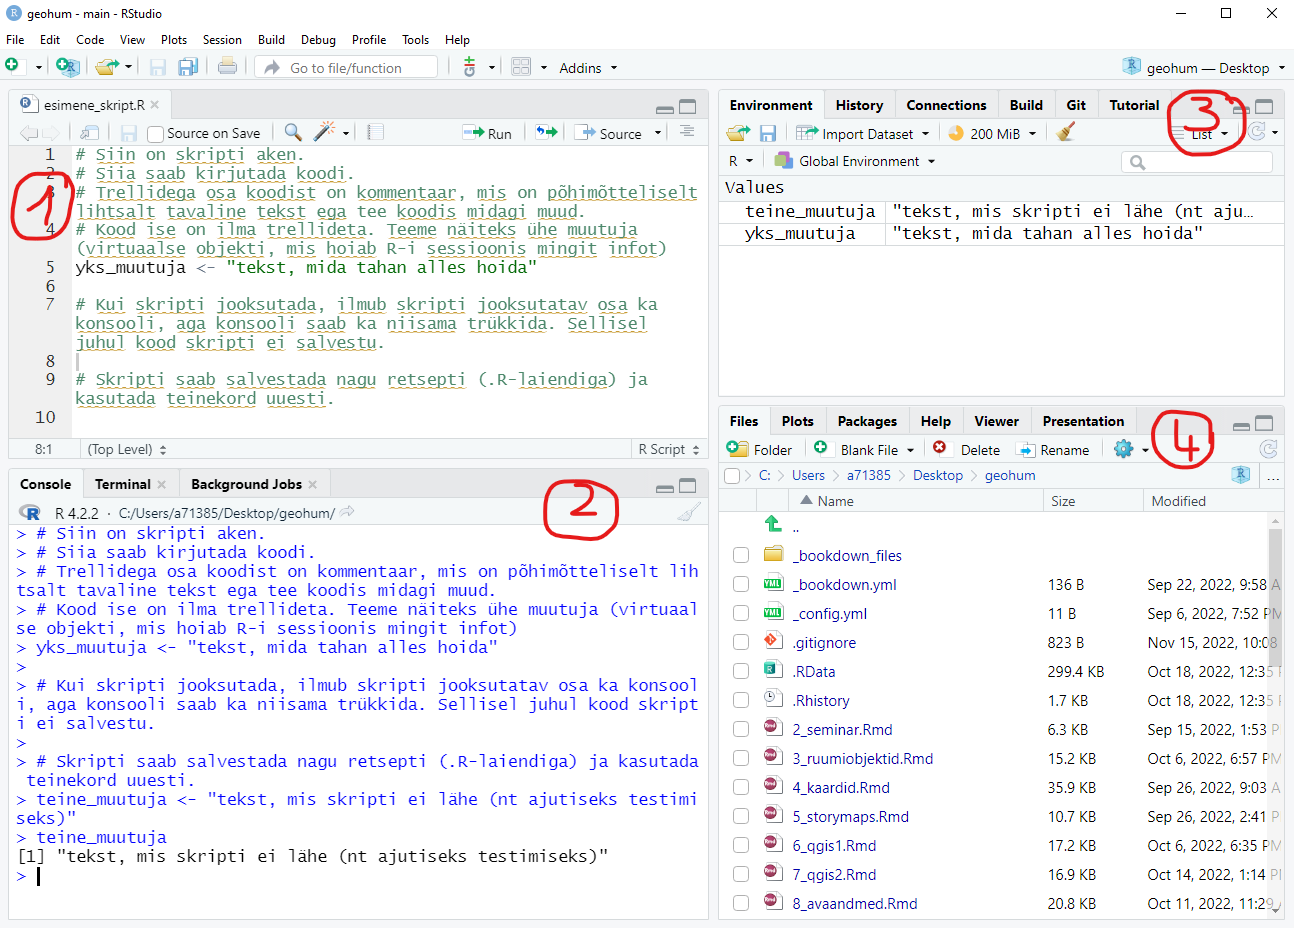 geohum - main - RStudio
File Edit Code View Plots Session Build Debug Profile Tools Help
Go to file/function Addins geohum — Desktop
esimene_skript.R
Source on Save Run Source
1 # Siin on skripti aken.
2 # Siia saab kirjutada koodi.
3 # Trellidega osa koodist on kommentaar, mis on põhimõtteliselt
lihtsalt tavaline tekst ega tee koodis midagi muud.
4 # Kood ise on ilma trellideta. Teeme näiteks ühe muutuja
(virtuaalse objekti, mis hoiab R-i sessioonis mingit infot)
5 yks_muutuja <- "tekst, mida tahan alles hoida"
6
7 # Kui skripti jooksutada, ilmub skripti jooksutatav osa ka
konsooli, aga konsooli saab ka niisama trükkida. Sellisel
juhul kood skripti ei salvestu.
8
9 # Skripti saab salvestada nagu retsepti (.R-laiendiga) ja
kasutada teinekord uuesti.
10
1
8:1 (Top Level) R Script
Console Terminal Background Jobs
2
R 4.2.2 · C:/Users/a71385/Desktop/geohum/
> # Siin on skripti aken.
> # Siia saab kirjutada koodi.
> # Trellidega osa koodist on kommentaar, mis on põhimõtteliselt lih
tsalt tavaline tekst ega tee koodis midagi muud.
> # Kood ise on ilma trellideta. Teeme näiteks ühe muutuja (virtuaal
se objekti, mis hoiab R-i sessioonis mingit infot)
> yks_muutuja <- "tekst, mida tahan alles hoida"
>
> # Kui skripti jooksutada, ilmub skripti jooksutatav osa ka konsool
i, aga konsooli saab ka niisama trükkida. Sellisel juhul kood skript
i ei salvestu.
>
> # Skripti saab salvestada nagu retsepti (.R-laiendiga) ja kasutada
teinekord uuesti.
> teine_muutuja <- "tekst, mis skripti ei lähe (nt ajutiseks testimi
seks)"
> teine_muutuja
[1] "tekst, mis skripti ei lähe (nt ajutiseks testimiseks)"
>
Environment History Connections Build Git Tutorial
3
Import Dataset 200 MiB List
R Global Environment
Values
teine_muutuja "tekst, mis skripti ei lähe (nt aju…
yks_muutuja "tekst, mida tahan alles hoida"
Files Plots Packages Help Viewer Presentation
4
Folder Blank File Delete Rename
C: Users a71385 Desktop geohum ...
Name Size Modified
..
_bookdown_files
_bookdown.yml 136 B Sep 22, 2022, 9:58 A
_config.yml 11 B Sep 6, 2022, 7:52 PM
.gitignore 823 B Nov 15, 2022, 10:08
.RData 299.4 KB Oct 18, 2022, 12:35 P
.Rhistory 1.7 KB Oct 18, 2022, 12:35 P
2_seminar.Rmd 6.3 KB Sep 15, 2022, 1:53 P
3_ruumiobjektid.Rmd 15.2 KB Oct 6, 2022, 6:57 PM
4_kaardid.Rmd 35.9 KB Sep 26, 2022, 9:03 A
5_storymaps.Rmd 10.7 KB Sep 26, 2022, 2:41 P
6_qgis1.Rmd 17.2 KB Oct 6, 2022, 6:35 PM
7_qgis2.Rmd 16.9 KB Oct 14, 2022, 1:14 P
8_avaandmed.Rmd 20.8 KB Oct 11, 2022, 11:29